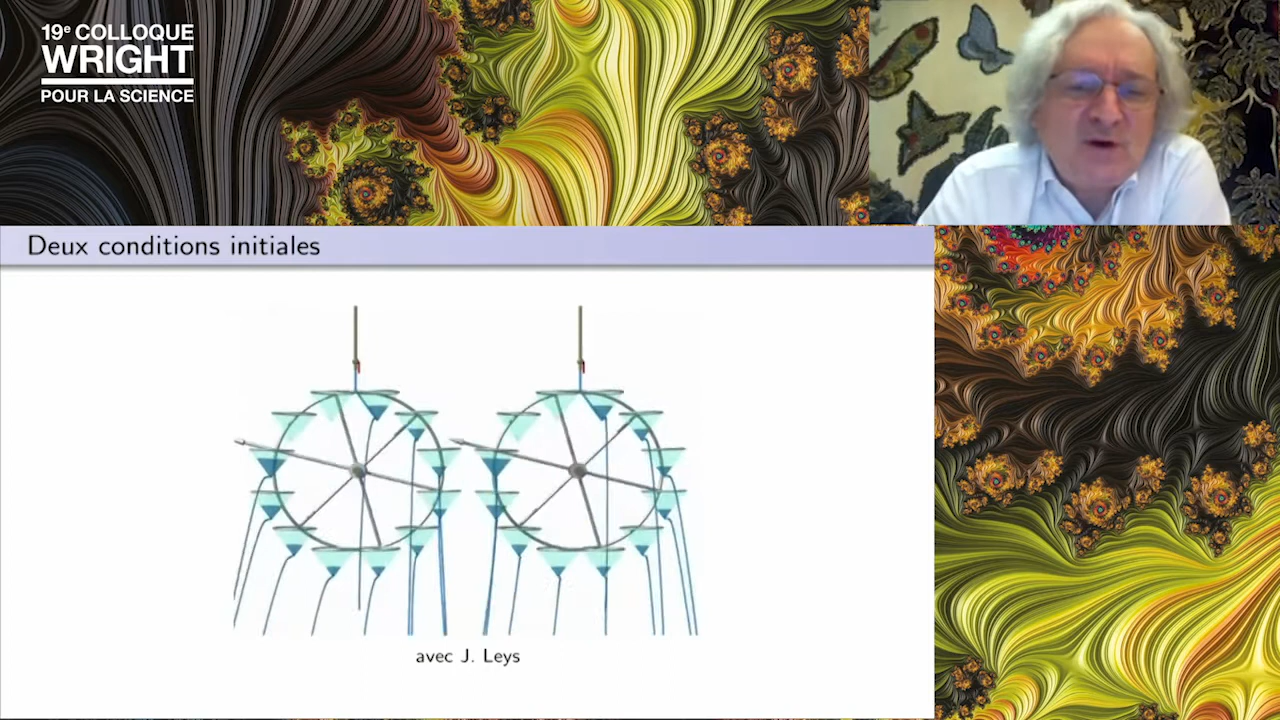 19e COLLOQUE
WRIGHT
POUR LA SCIENCE
Deux conditions initiales
avec J. Leys